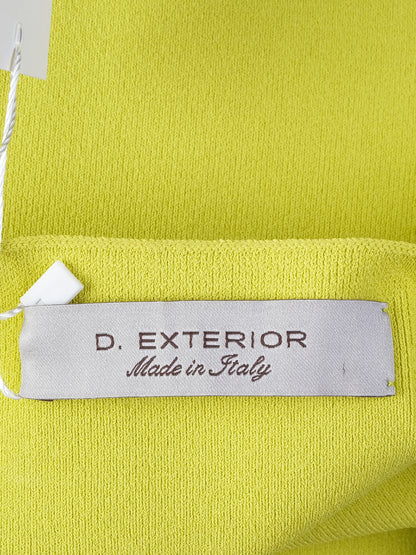 D. EXTERIOR
Made in Italy